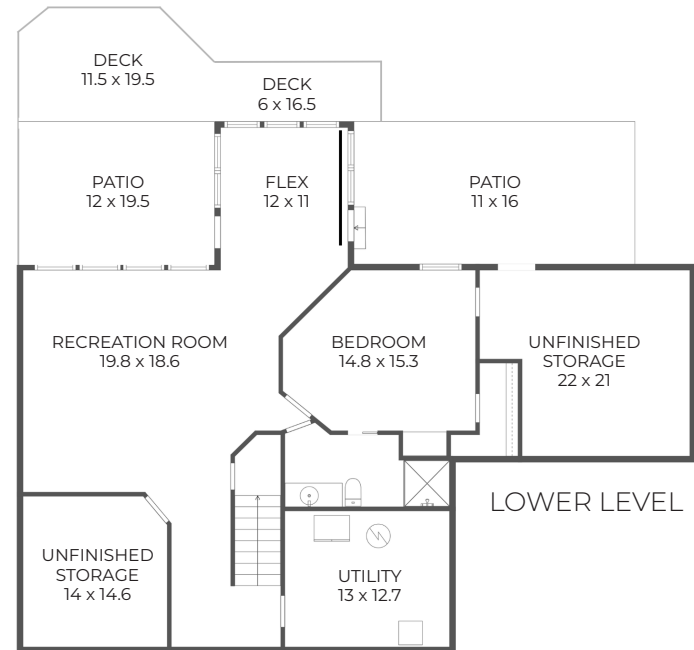 DECK
11.5 x 19.5
DECK
6 x 16.5
PATIO
12 x 19.5
FLEX
12 x 11
PATIO
11 x 16
RECREATION ROOM
19.8 x 18.6
BEDROOM
14.8 x 15.3
UNFINISHED
STORAGE
22 x 21
LOWER LEVEL
UNFINISHED
STORAGE
14 x 14.6
UTILITY
13 x 12.7